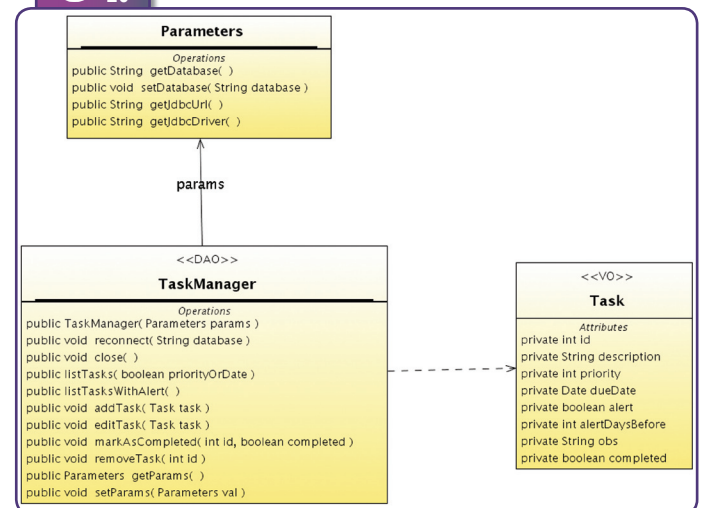 Parameters
Operations
public String getDatabase( )
public void setDatabase( String database )
public String getJdbcUrl( )
public String getJdbcDriver( )
params
<<DAO>>
TaskManager
Operations
public TaskManager( Parameters params )
public void reconnect( String database )
public void close( )
public listTasks( boolean priorityOrDate )
public listTasksWithAlert( )
public void addTask( Task task )
public void editTask( Task task )
public void markAsCompleted( int id, boolean completed )
public void removeTask( int id )
public Parameters getParams( )
public void setParams( Parameters val )
<<VO>>
Task
Attributes
private int id
private String description
private int priority
private Date dueDate
private boolean alert
private int alertDaysBefore
private String obs
private boolean completed